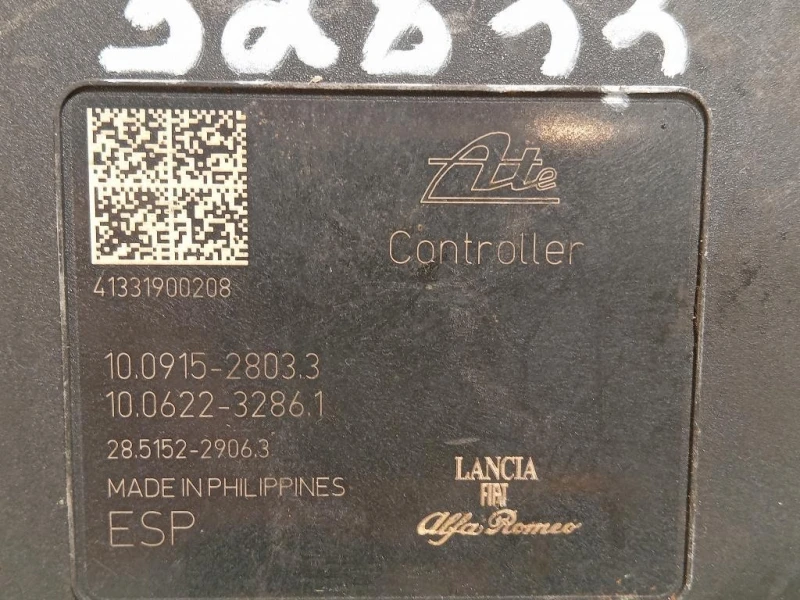 Ate
Controller
41331900208
10.0915-2803.3
10.0622-3286.1
28.5152-2906.3
MADE IN PHILIPPINES
ESP
LANCIA
FIAT
Alfa Romeo